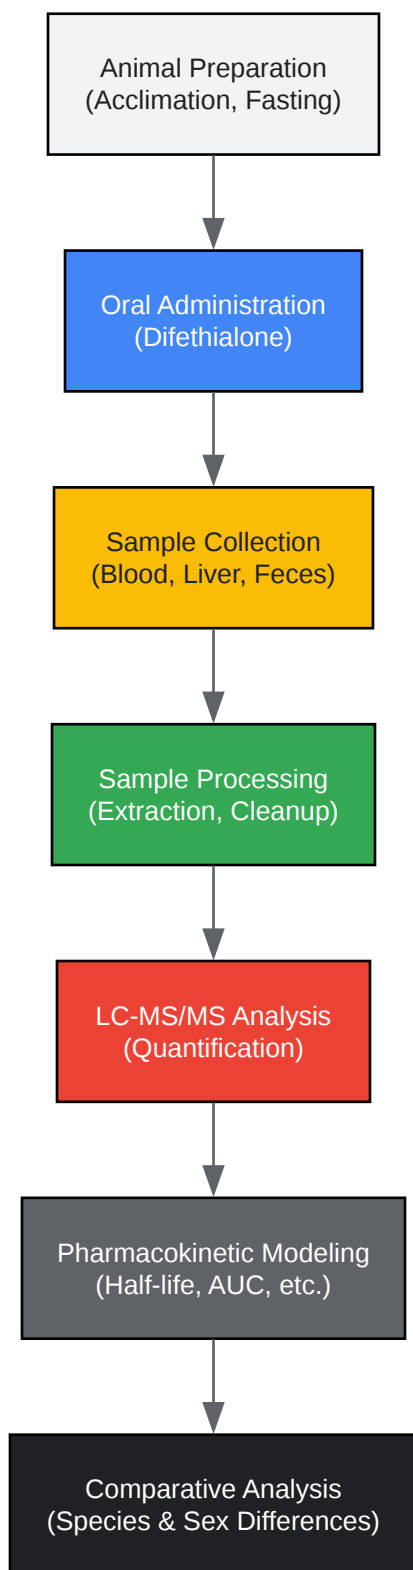 Animal Preparation
(Acclimation, Fasting)
Oral Administration
(Difethialone)
Sample Collection
(Blood, Liver, Feces)
Sample Processing
(Extraction, Cleanup)
LC-MS/MS Analysis
(Quantification)
Pharmacokinetic Modeling
(Half-life, AUC, etc.)
Comparative Analysis
(Species & Sex Differences)